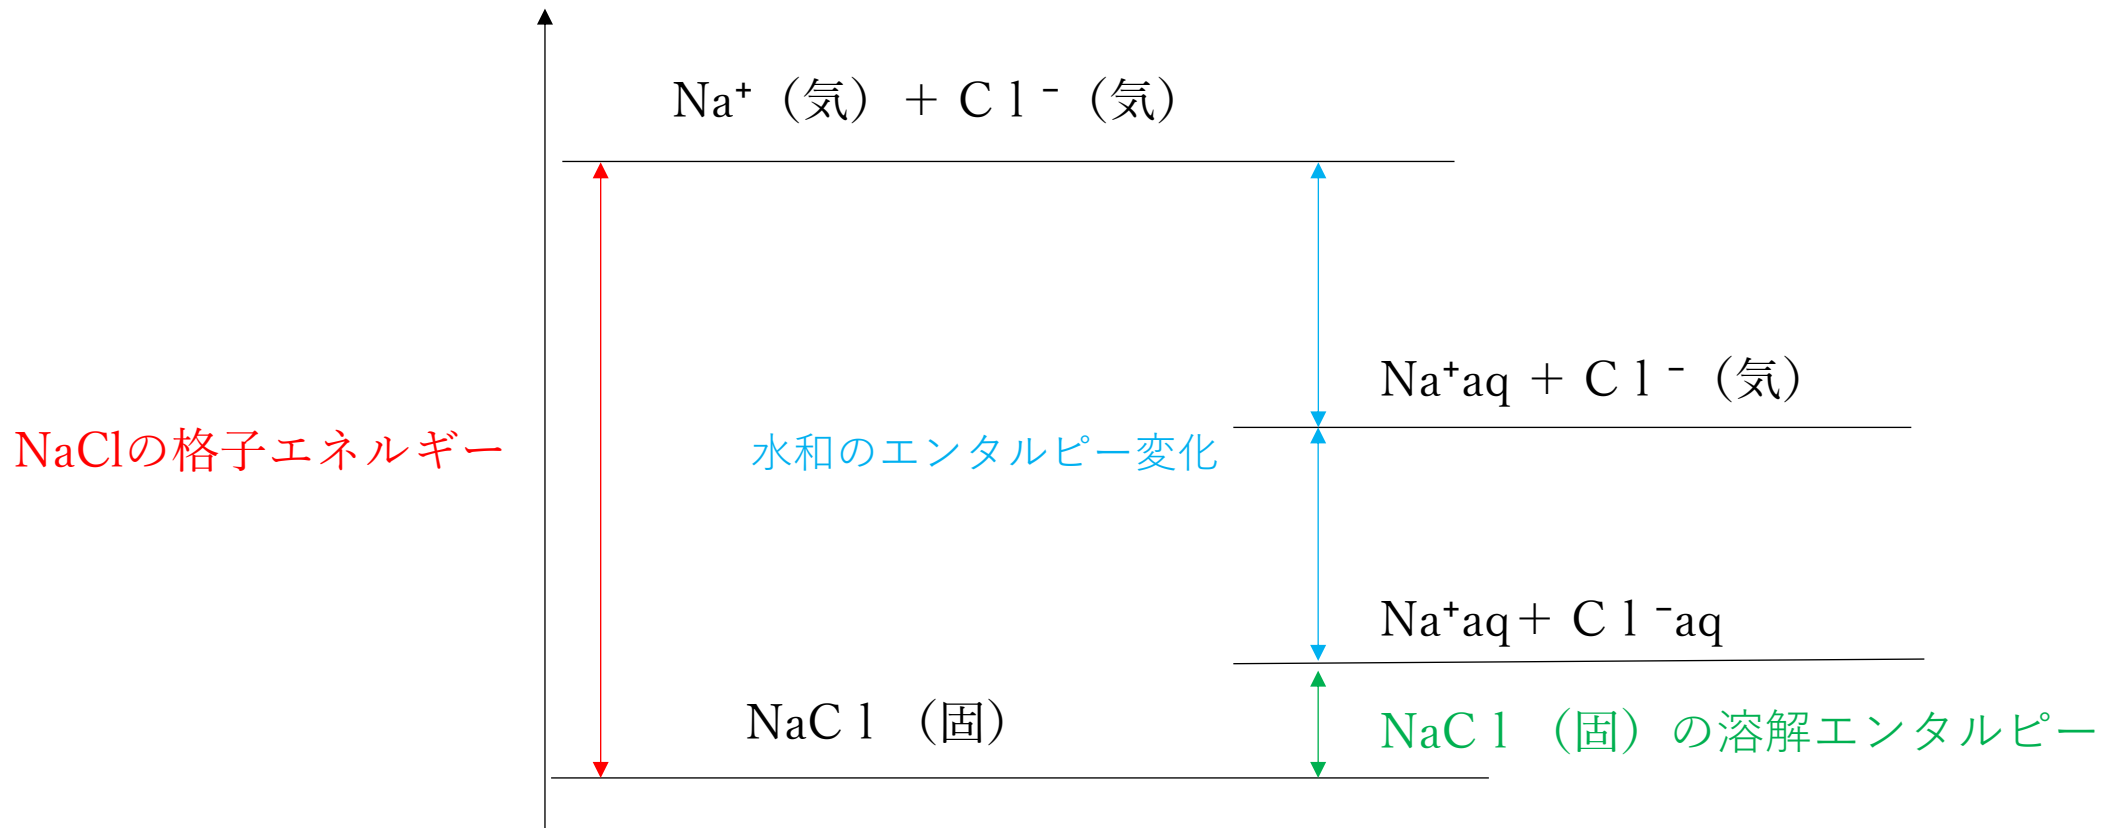 Na⁺（気）＋Cl⁻（気）
Na⁺aq＋Cl⁻（気）
NaClの格子エネルギー
水和のエンタルピー変化
Na⁺aq＋Cl⁻aq
NaCl（固）
NaCl（固）の溶解エンタルピー